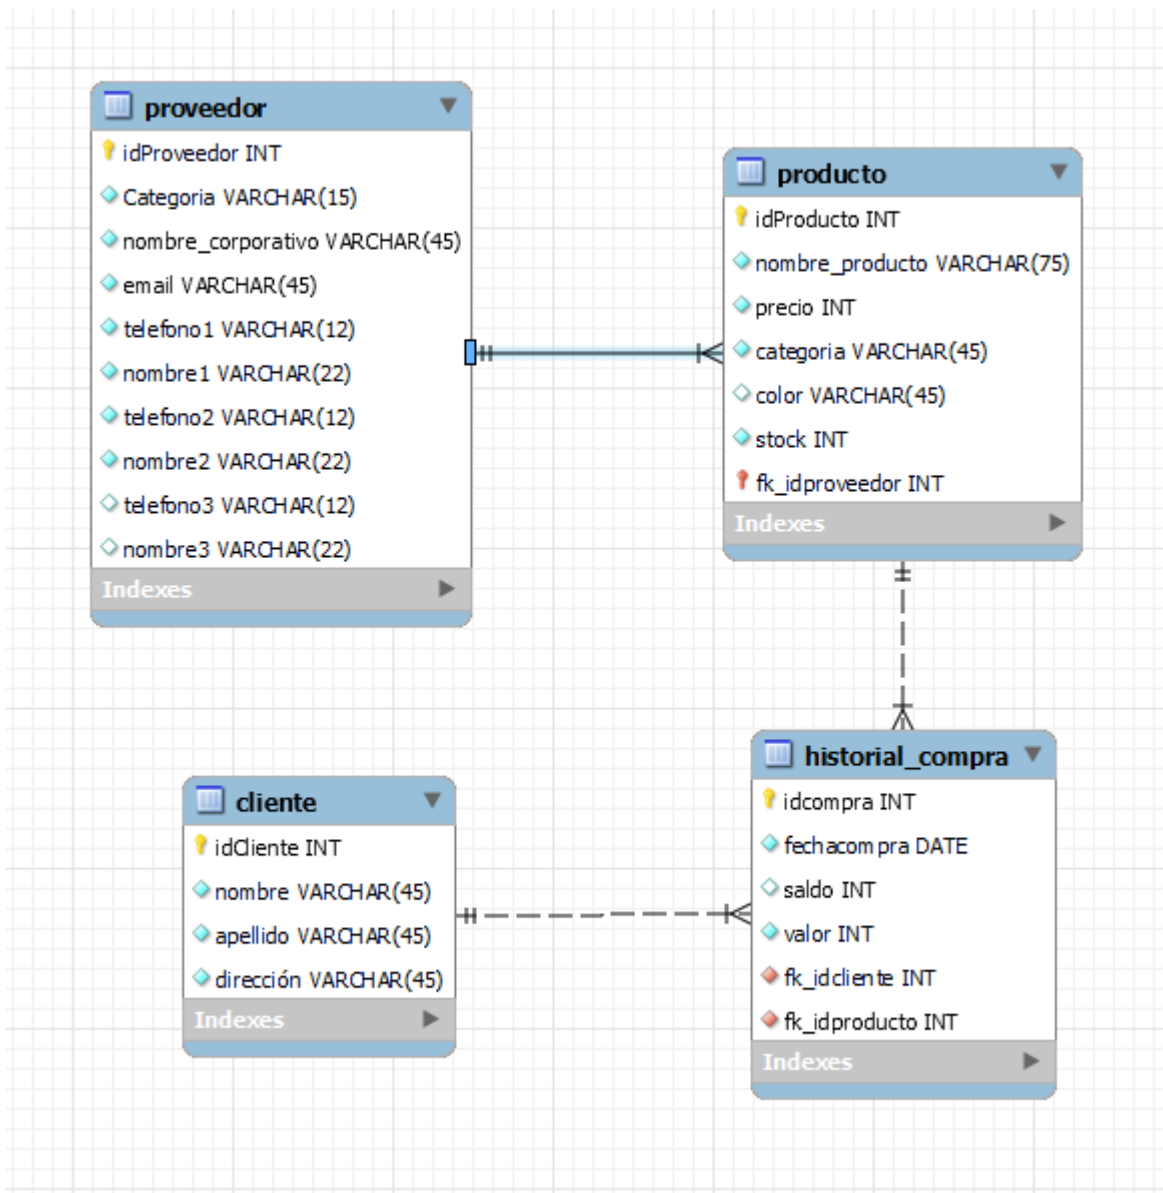 proveedor
idProveedor INT
Categoria VARCHAR(15)
nombre_corporativo VARCHAR(45)
email VARCHAR(45)
telefono1 VARCHAR(12)
nombre1 VARCHAR(22)
telefono2 VARCHAR(12)
nombre2 VARCHAR(22)
telefono3 VARCHAR(12)
nombre3 VARCHAR(22)
Indexes
producto
idProducto INT
nombre_producto VARCHAR(75)
precio INT
categoria VARCHAR(45)
color VARCHAR(45)
stock INT
fk_idproveedor INT
Indexes
cliente
idCliente INT
nombre VARCHAR(45)
apellido VARCHAR(45)
dirección VARCHAR(45)
Indexes
historial_compra
idcompra INT
fechacompra DATE
saldo INT
valor INT
fk_idcliente INT
fk_idproducto INT
Indexes